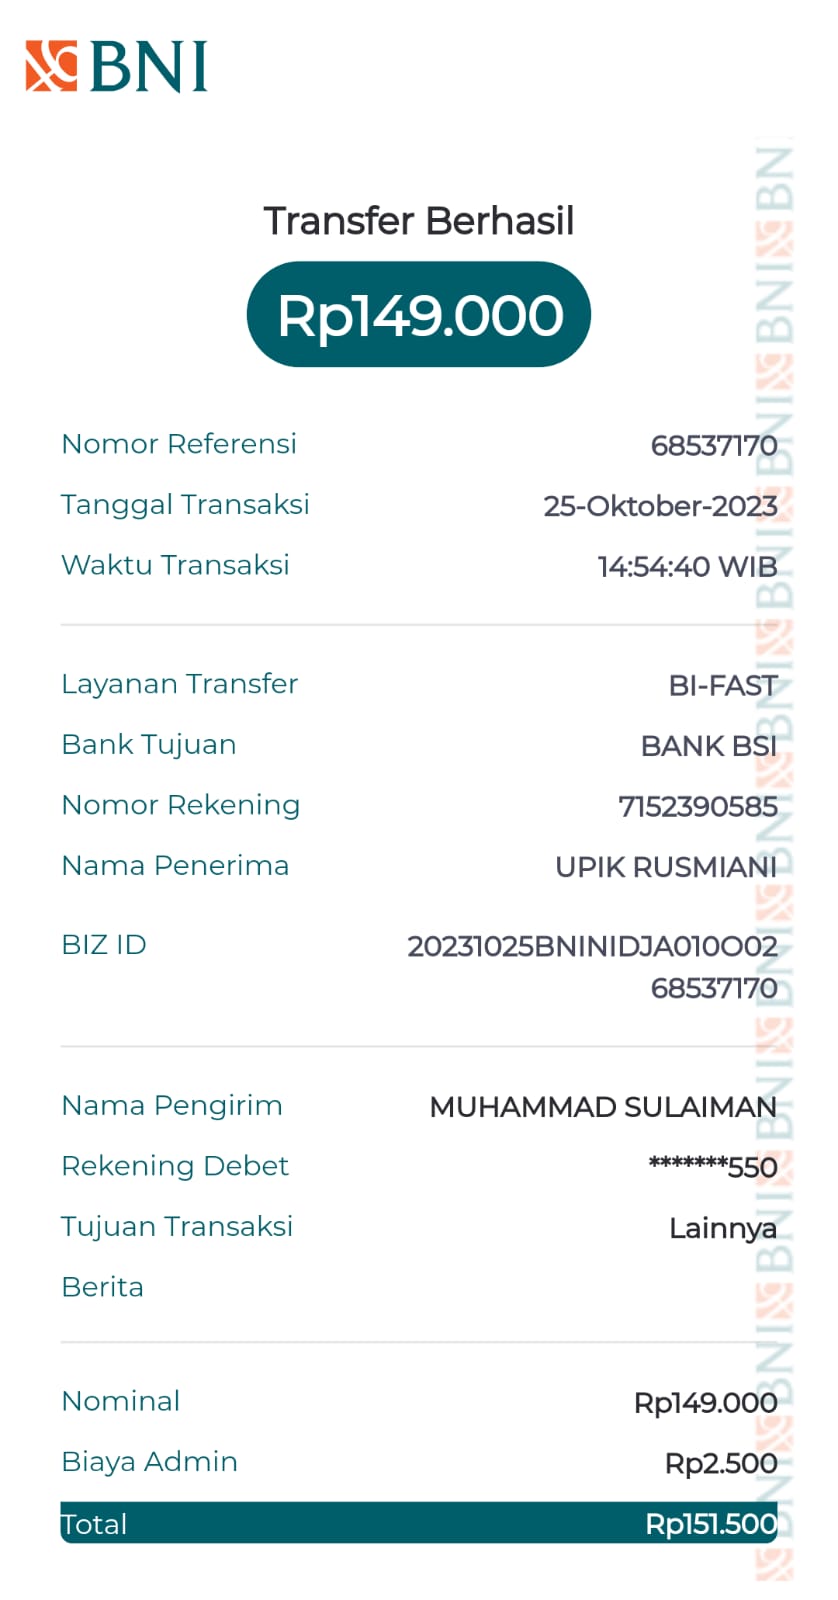 BNI
Transfer Berhasil
Rp149.000
Nomor Referensi 68537170
Tanggal Transaksi 25-Oktober-2023
Waktu Transaksi 14:54:40 WIB
Layanan Transfer BI-FAST
Bank Tujuan BANK BSI
Nomor Rekening 7152390585
Nama Penerima UPIK RUSMIANI
BIZ ID 20231025BNINIDJA010O02
68537170
Nama Pengirim MUHAMMAD SULAIMAN
Rekening Debet *******550
Tujuan Transaksi Lainnya
Berita
Nominal Rp149.000
Biaya Admin Rp2.500
Total Rp151.500
BNI BNI BNI BNI BNI BNI BNI BNI BNI BNI BN